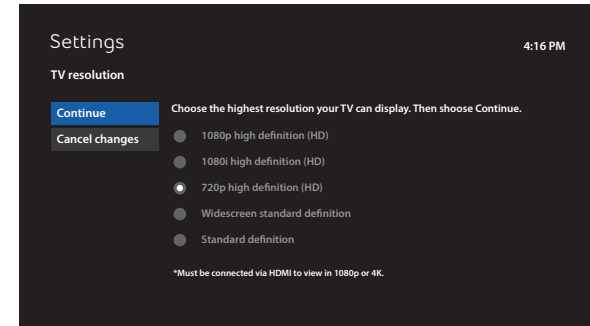 Settings
4:16 PM
TV resolution
Continue
Cancel changes
Choose the highest resolution your TV can display. Then shoose Continue.
1080p high definition (HD)
1080i high definition (HD)
720p high definition (HD)
Widescreen standard definition
Standard definition
*Must be connected via HDMI to view in 1080p or 4K.